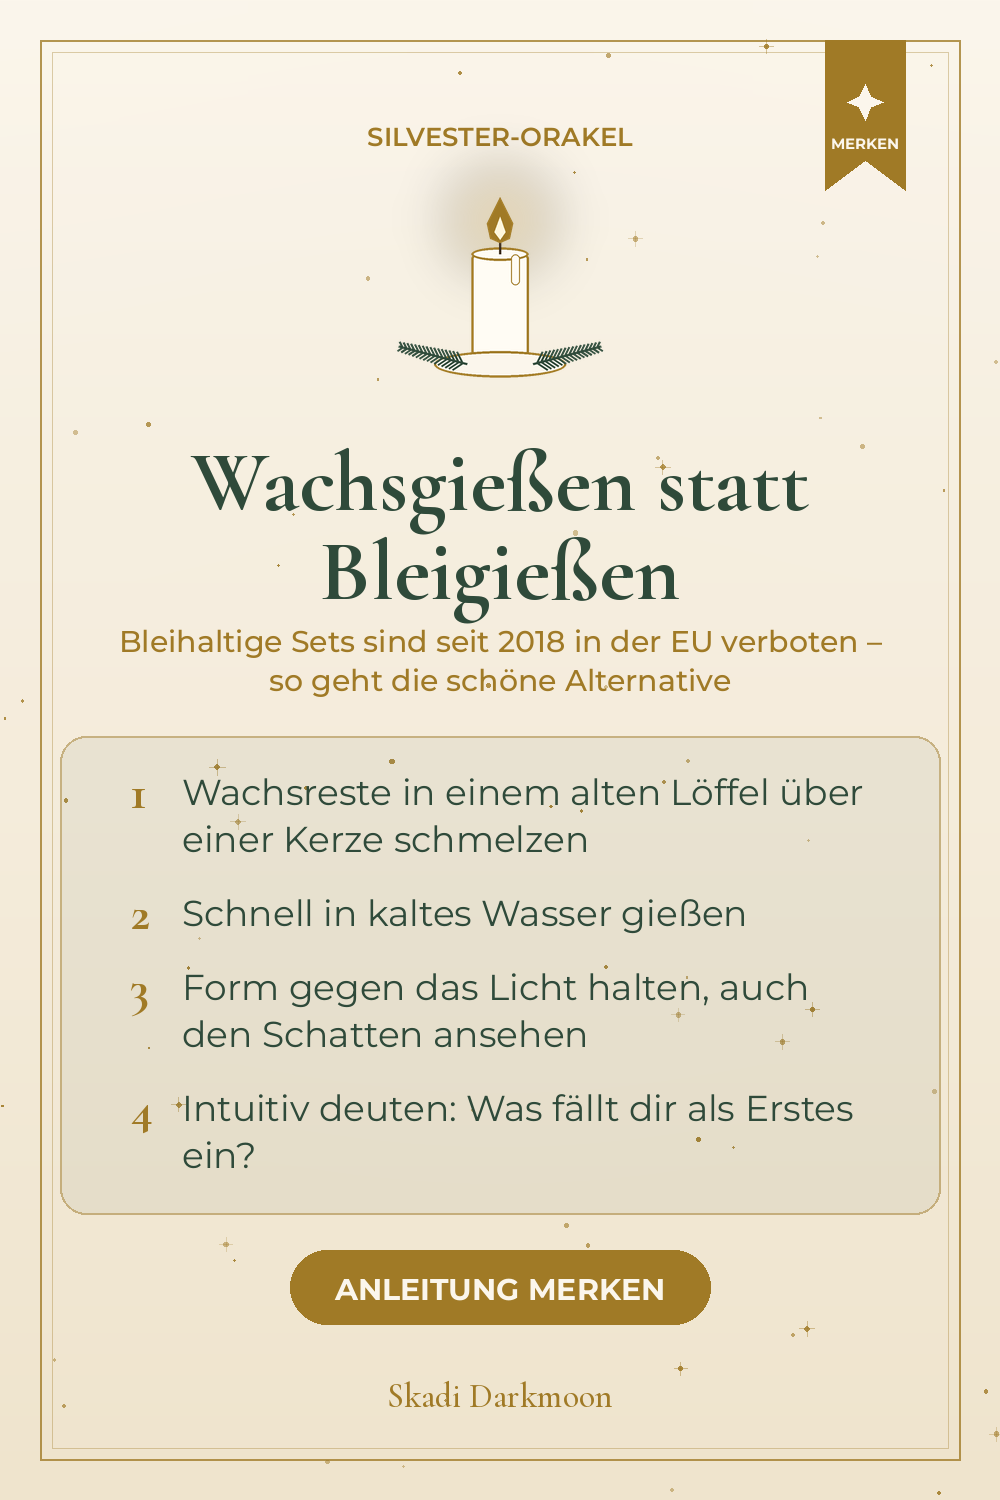 SILVESTER-ORAKEL
MERKEN
Wachsgießen statt
Bleigießen
Bleihaltige Sets sind seit 2018 in der EU verboten –
so geht die schöne Alternative
1 Wachsreste in einem alten Löffel über
einer Kerze schmelzen
2 Schnell in kaltes Wasser gießen
3 Form gegen das Licht halten, auch
den Schatten ansehen
4 Intuitiv deuten: Was fällt dir als Erstes
ein?
ANLEITUNG MERKEN
Skadi Darkmoon